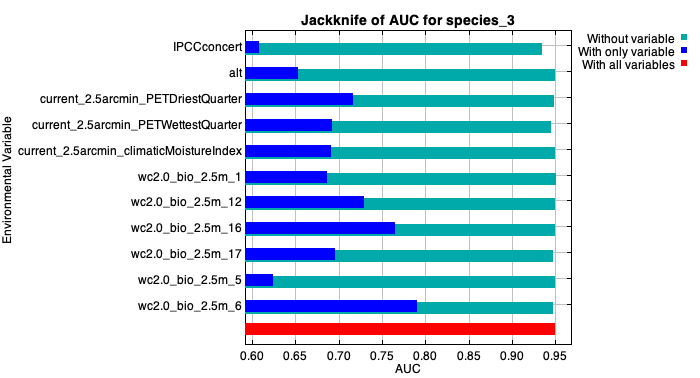 Jackknife of AUC for species_3
Without variable
With only variable
With all variables
Environmental Variable
IPCCconcert
alt
current_2.5arcmin_PETDriestQuarter
current_2.5arcmin_PETWettestQuarter
current_2.5arcmin_climaticMoistureIndex
wc2.0_bio_2.5m_1
wc2.0_bio_2.5m_12
wc2.0_bio_2.5m_16
wc2.0_bio_2.5m_17
wc2.0_bio_2.5m_5
wc2.0_bio_2.5m_6
0.60 0.65 0.70 0.75 0.80 0.85 0.90 0.95
AUC